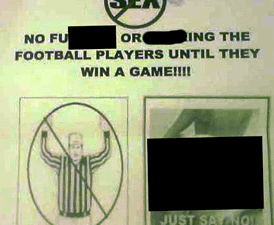 SEX
NO FU OR ING THE
FOOTBALL PLAYERS UNTIL THEY
WIN A GAME!!!!
JUST SAY NO!